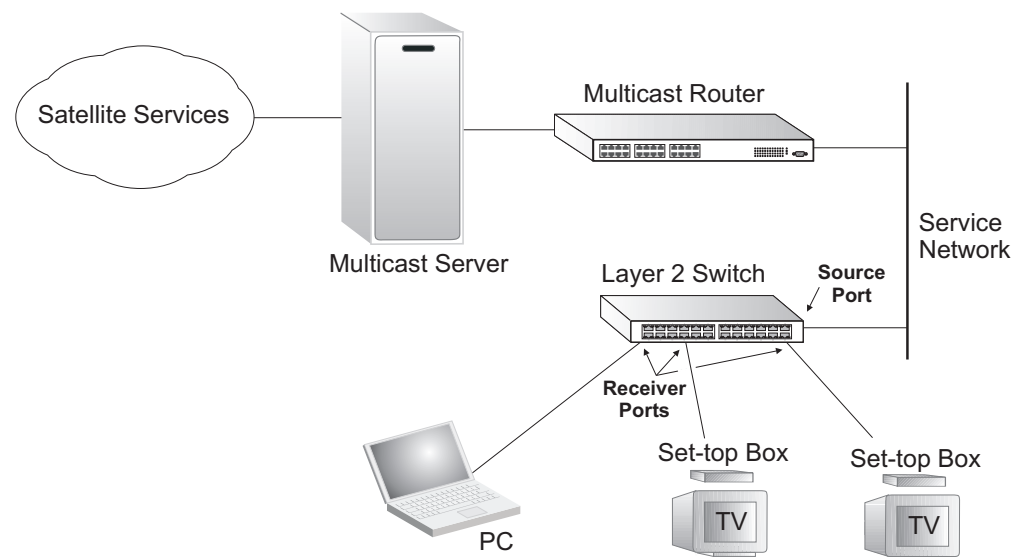 Satellite Services
Multicast Server
Multicast Router
Service
Network
Layer 2 Switch
Source
Port
Receiver
Ports
PC
Set-top Box
TV
Set-top Box
TV